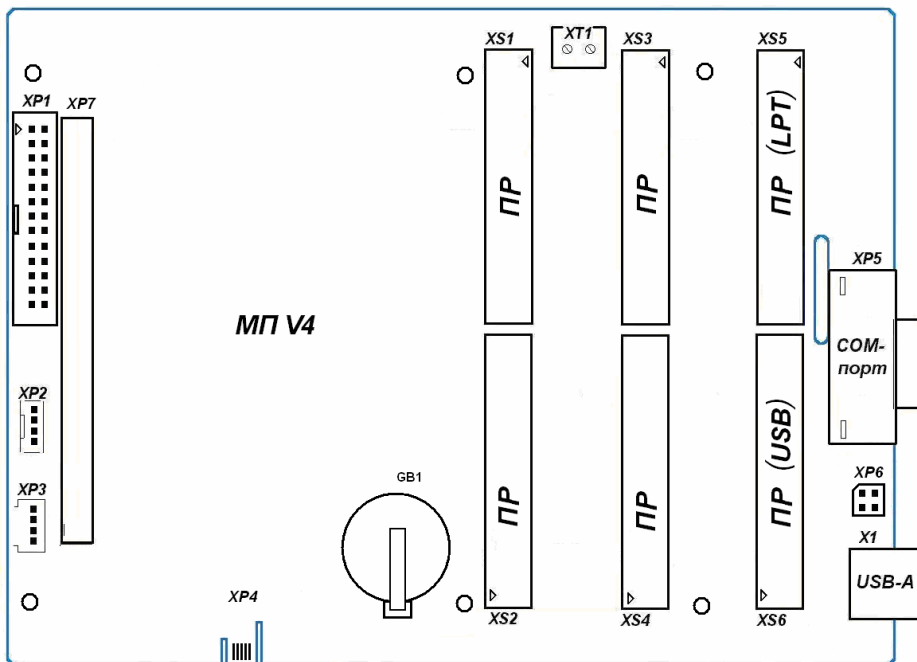 XS1
XT1
XS3
XS5
XP1
XP7
ПР
ПР
ПР (LPT)
XP5
МП V4
COM-
порт
XP2
XP3
GB1
ПР
ПР
ПР (USB)
XP6
X1
USB-A
XP4
XS2
XS4
XS6